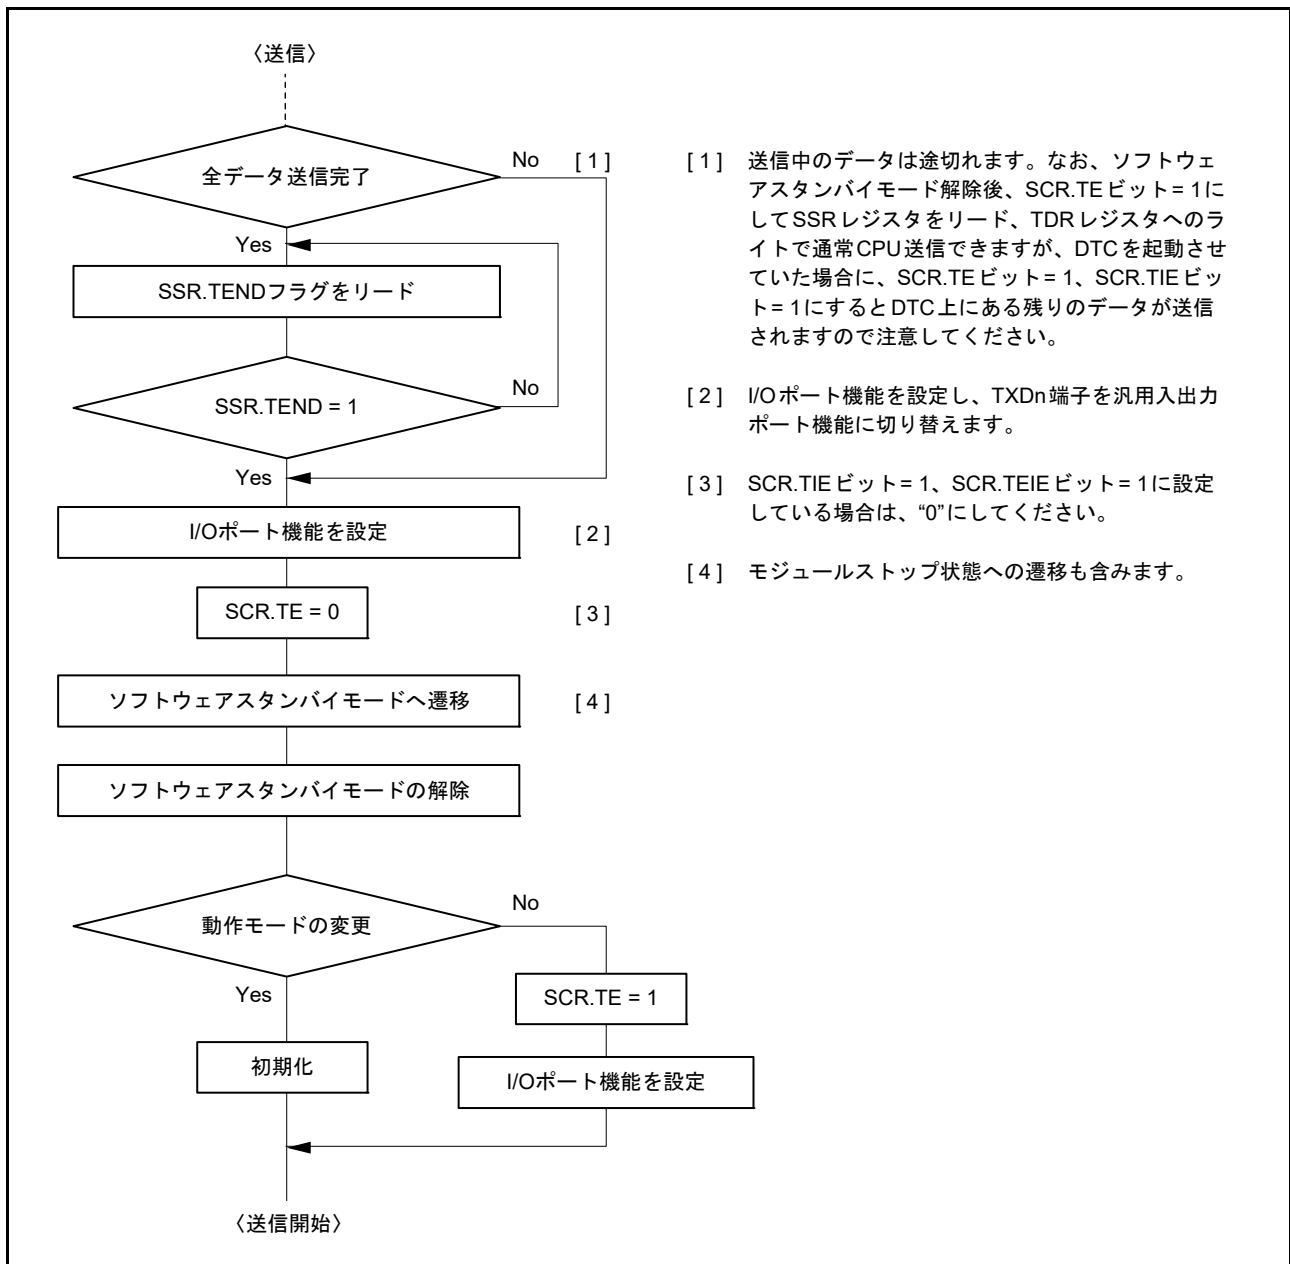 〈送信〉
全データ送信完了
No
[ 1 ]
Yes
SSR.TENDフラグをリード
SSR.TEND = 1
No
Yes
I/Oポート機能を設定
[ 2 ]
SCR.TE = 0
[ 3 ]
ソフトウェアスタンバイモードへ遷移
[ 4 ]
ソフトウェアスタンバイモードの解除
動作モードの変更
No
Yes
SCR.TE = 1
初期化
I/Oポート機能を設定
〈送信開始〉
[ 1 ] 送信中のデータは途切れます。なお、ソフトウェ
アスタンバイモード解除後、SCR.TEビット= 1に
してSSRレジスタをリード、TDRレジスタへのラ
イトで通常CPU送信できますが、DTCを起動させ
ていた場合に、SCR.TEビット= 1、SCR.TIEビッ
ト= 1にするとDTC上にある残りのデータが送信
されますので注意してください。
[ 2 ] I/Oポート機能を設定し、TXDn端子を汎用入出力
ポート機能に切り替えます。
[ 3 ] SCR.TIEビット= 1、SCR.TEIEビット= 1に設定
している場合は、“0”にしてください。
[ 4 ] モジュールストップ状態への遷移も含みます。